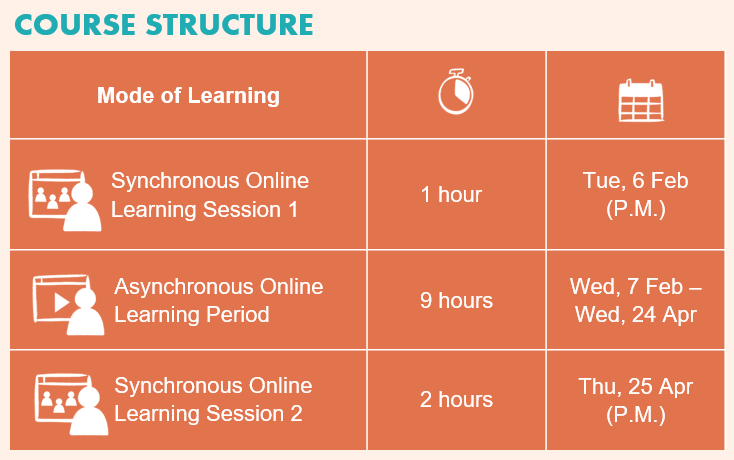 COURSE STRUCTURE
Mode of Learning
Synchronous Online
Learning Session 1
1 hour
Tue, 6 Feb
(P.M.)
Asynchronous Online
Learning Period
9 hours
Wed, 7 Feb –
Wed, 24 Apr
Synchronous Online
Learning Session 2
2 hours
Thu, 25 Apr
(P.M.)